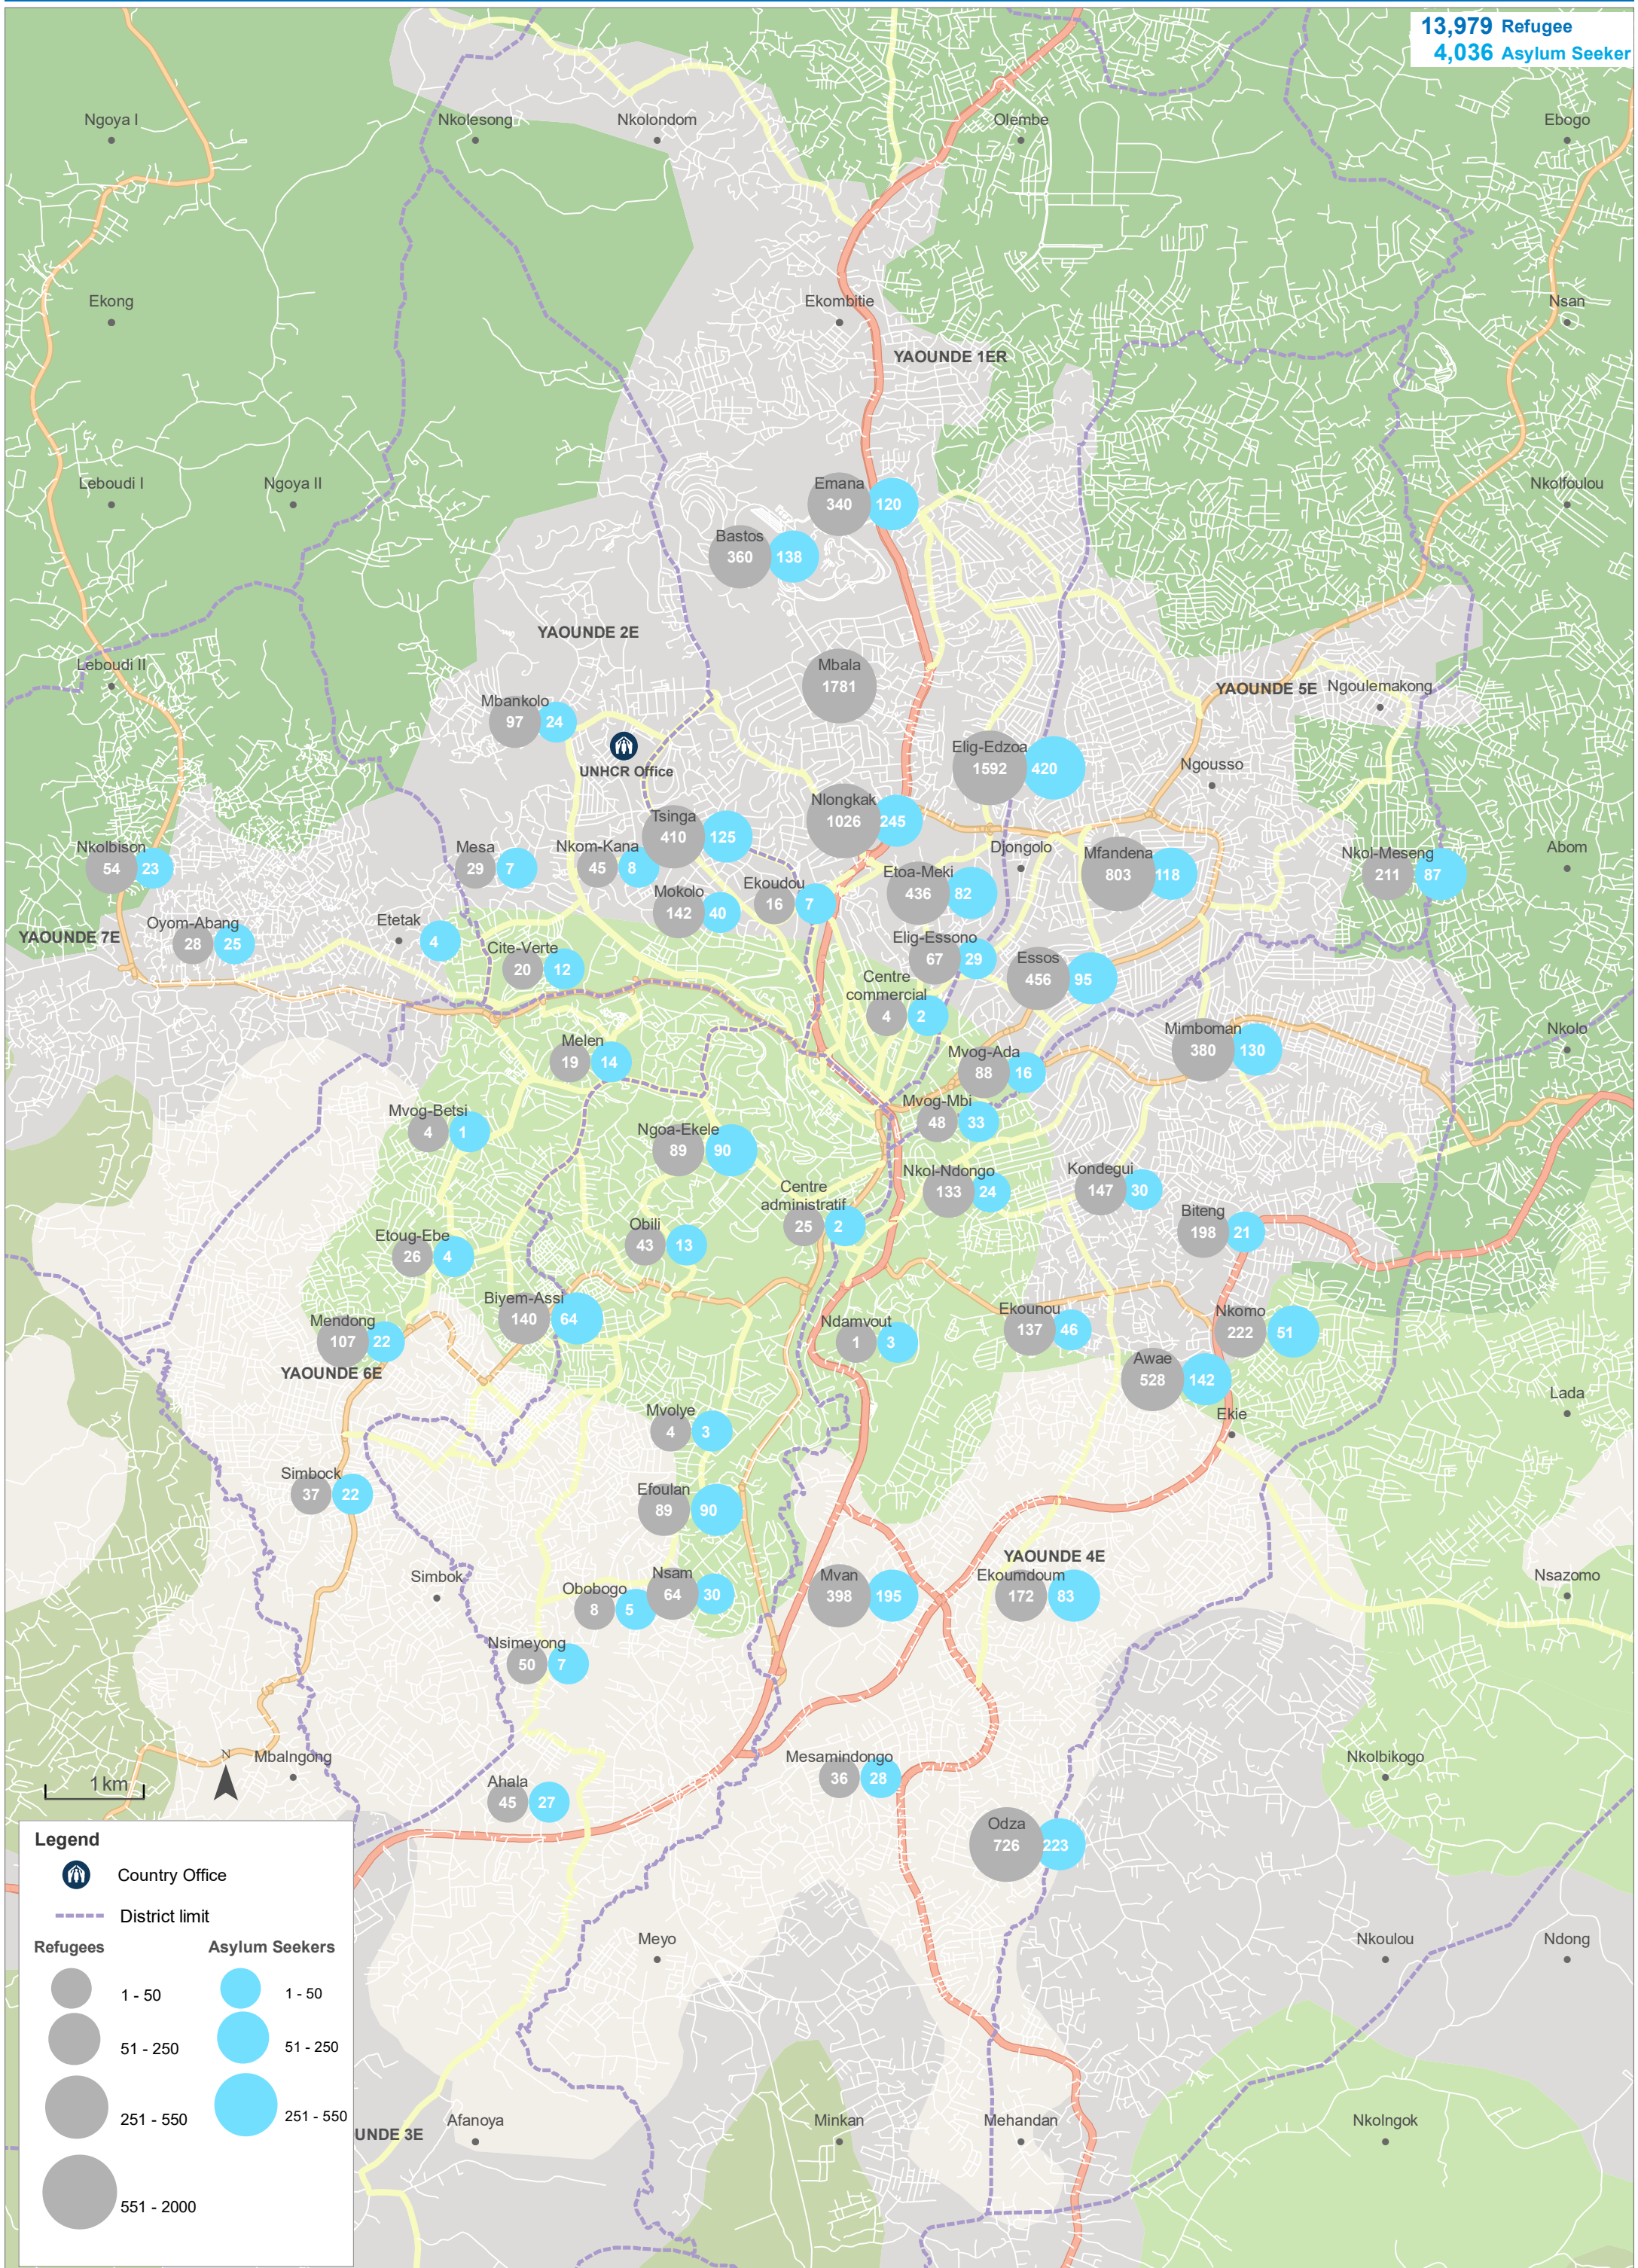 13,979 Refugee
4,036 Asylum Seeker
Ngoya I
Nkolesong
Nkolondom
Olembe
Ebogo
Ekong
Ekombitie
Nsan
YAOUNDE 1ER
Leboudi I
Ngoya II
Emana
340 120
Nkolfoulou
Bastos
360 138
YAOUNDE 2E
Leboudi II
Mbala
1781
YAOUNDE 5E
Ngoulemakong
Mbankolo
97 24
UNHCR Office
Elig-Edzoa
1592 420
Ngousso
Nlongkak
1026 245
Tsinga
410 125
Nkolbison
54 23
Mesa
29 7
Nkom-Kana
45 8
Djongolo
Mfandena
803 118
Nkol-Meseng
211 87
Abom
Etoa-Meki
436 82
Mokolo
142 40
Ekoudou
16 7
YAOUNDE 7E
Oyom-Abang
28 25
Etetak
4
Cite-Verte
20 12
Elig-Essono
67 29
Essos
456 95
Centre
commercial
4 2
Mimboman
380 130
Nkolo
Melen
19 14
Mvog-Ada
88 16
Mvog-Betsi
4 1
Mvog-Mbi
48 33
Ngoa-Ekele
89 90
Nkol-Ndongo
133 24
Kondegui
147 30
Centre
administratif
25 2
Biteng
198 21
Etoug-Ebe
26 4
Obili
43 13
Biyem-Assi
140 64
Mendong
107 22
YAOUNDE 6E
Ndamvout
1 3
Ekounou
137 46
Nkomo
222 51
Awae
528 142
Ekie
Lada
Mvolye
4 3
Simbock
37 22
Efoulan
89 90
YAOUNDE 4E
Simbok
Obobogo
8 5
Nsam
64 30
Mvan
398 195
Ekoumdoum
172 83
Nsazomo
Nsimeyong
50 7
N
Mbalngong
1 km
Mesamindongo
36 28
Nkolbikogo
Ahala
45 27
Odza
726 223
Legend
Country Office
District limit
Refugees Asylum Seekers
1 - 50 1 - 50
51 - 250 51 - 250
251 - 550 251 - 550
551 - 2000
Meyo
Nkoulou
Ndong
UNDE 3E
Afanoya
Minkan
Mehandan
Nkolngok